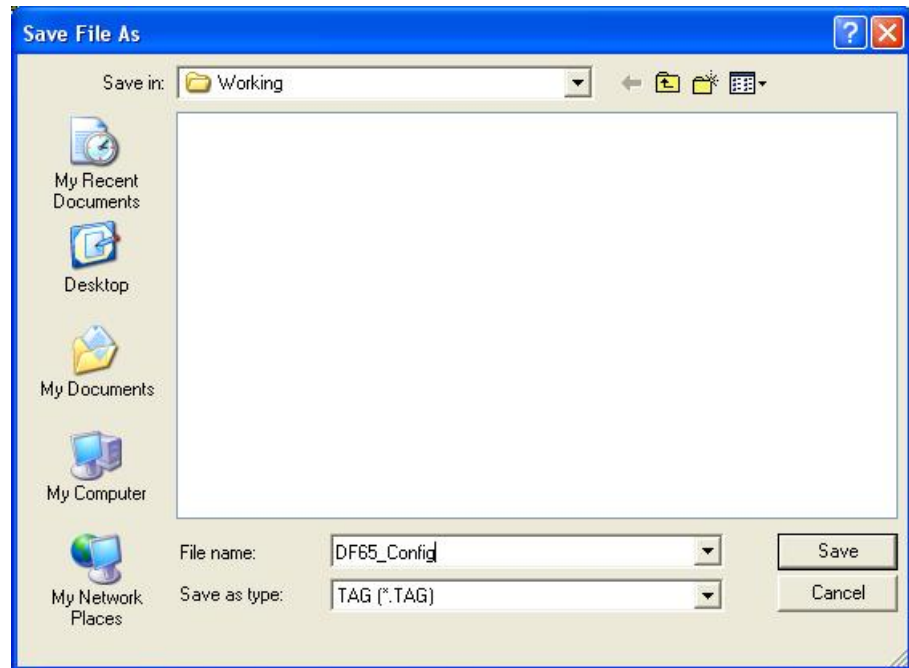 Save File As
Save in:
Working
My Recent
Documents
Desktop
My Documents
My Computer
My Network
Places
File name:
DF65_Config
Save
Save as type:
TAG (*.TAG)
Cancel